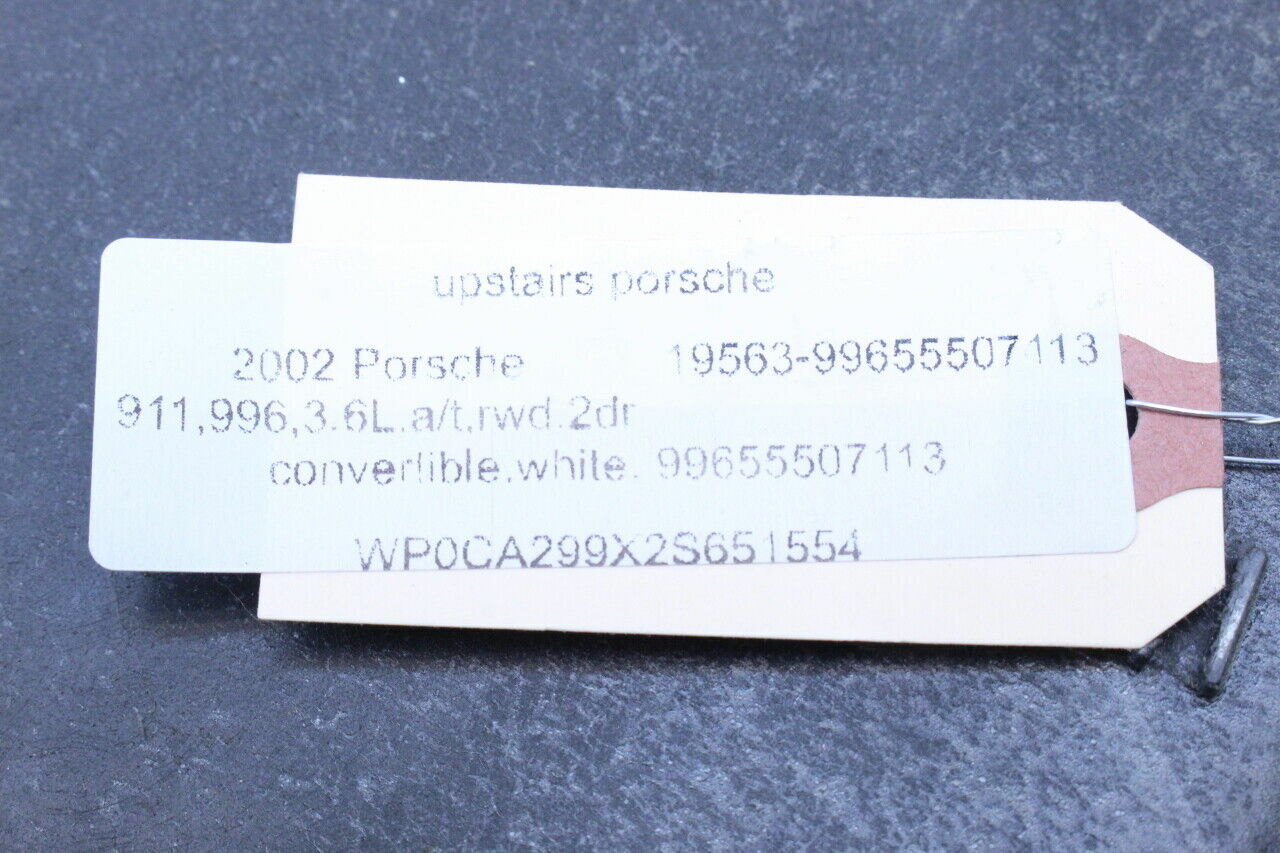 upstairs porsche
2002 Porsche 19563-99655507113
911,996,3.6L.a/t,rwd.2dr
convertible.white. 99655507113
WP0CA299X2S651554